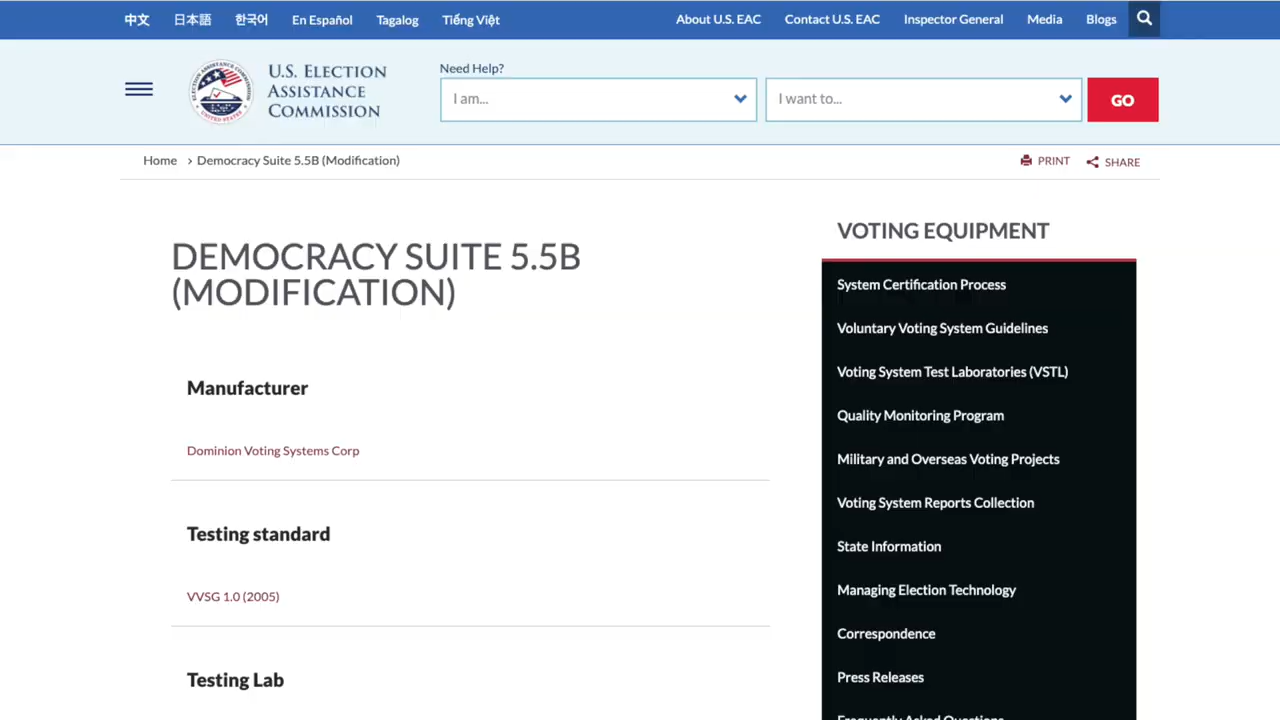 中文 日本語 한국어 En Español Tagalog Tiếng Việt About U.S. EAC Contact U.S. EAC Inspector General Media Blogs
U.S. ELECTION
ASSISTANCE
COMMISSION
Need Help?
I am... I want to... GO
Home › Democracy Suite 5.5B (Modification) PRINT SHARE
DEMOCRACY SUITE 5.5B
(MODIFICATION)
Manufacturer
Dominion Voting Systems Corp
Testing standard
VVSG 1.0 (2005)
Testing Lab
VOTING EQUIPMENT
System Certification Process
Voluntary Voting System Guidelines
Voting System Test Laboratories (VSTL)
Quality Monitoring Program
Military and Overseas Voting Projects
Voting System Reports Collection
State Information
Managing Election Technology
Correspondence
Press Releases
Frequently Asked Questions